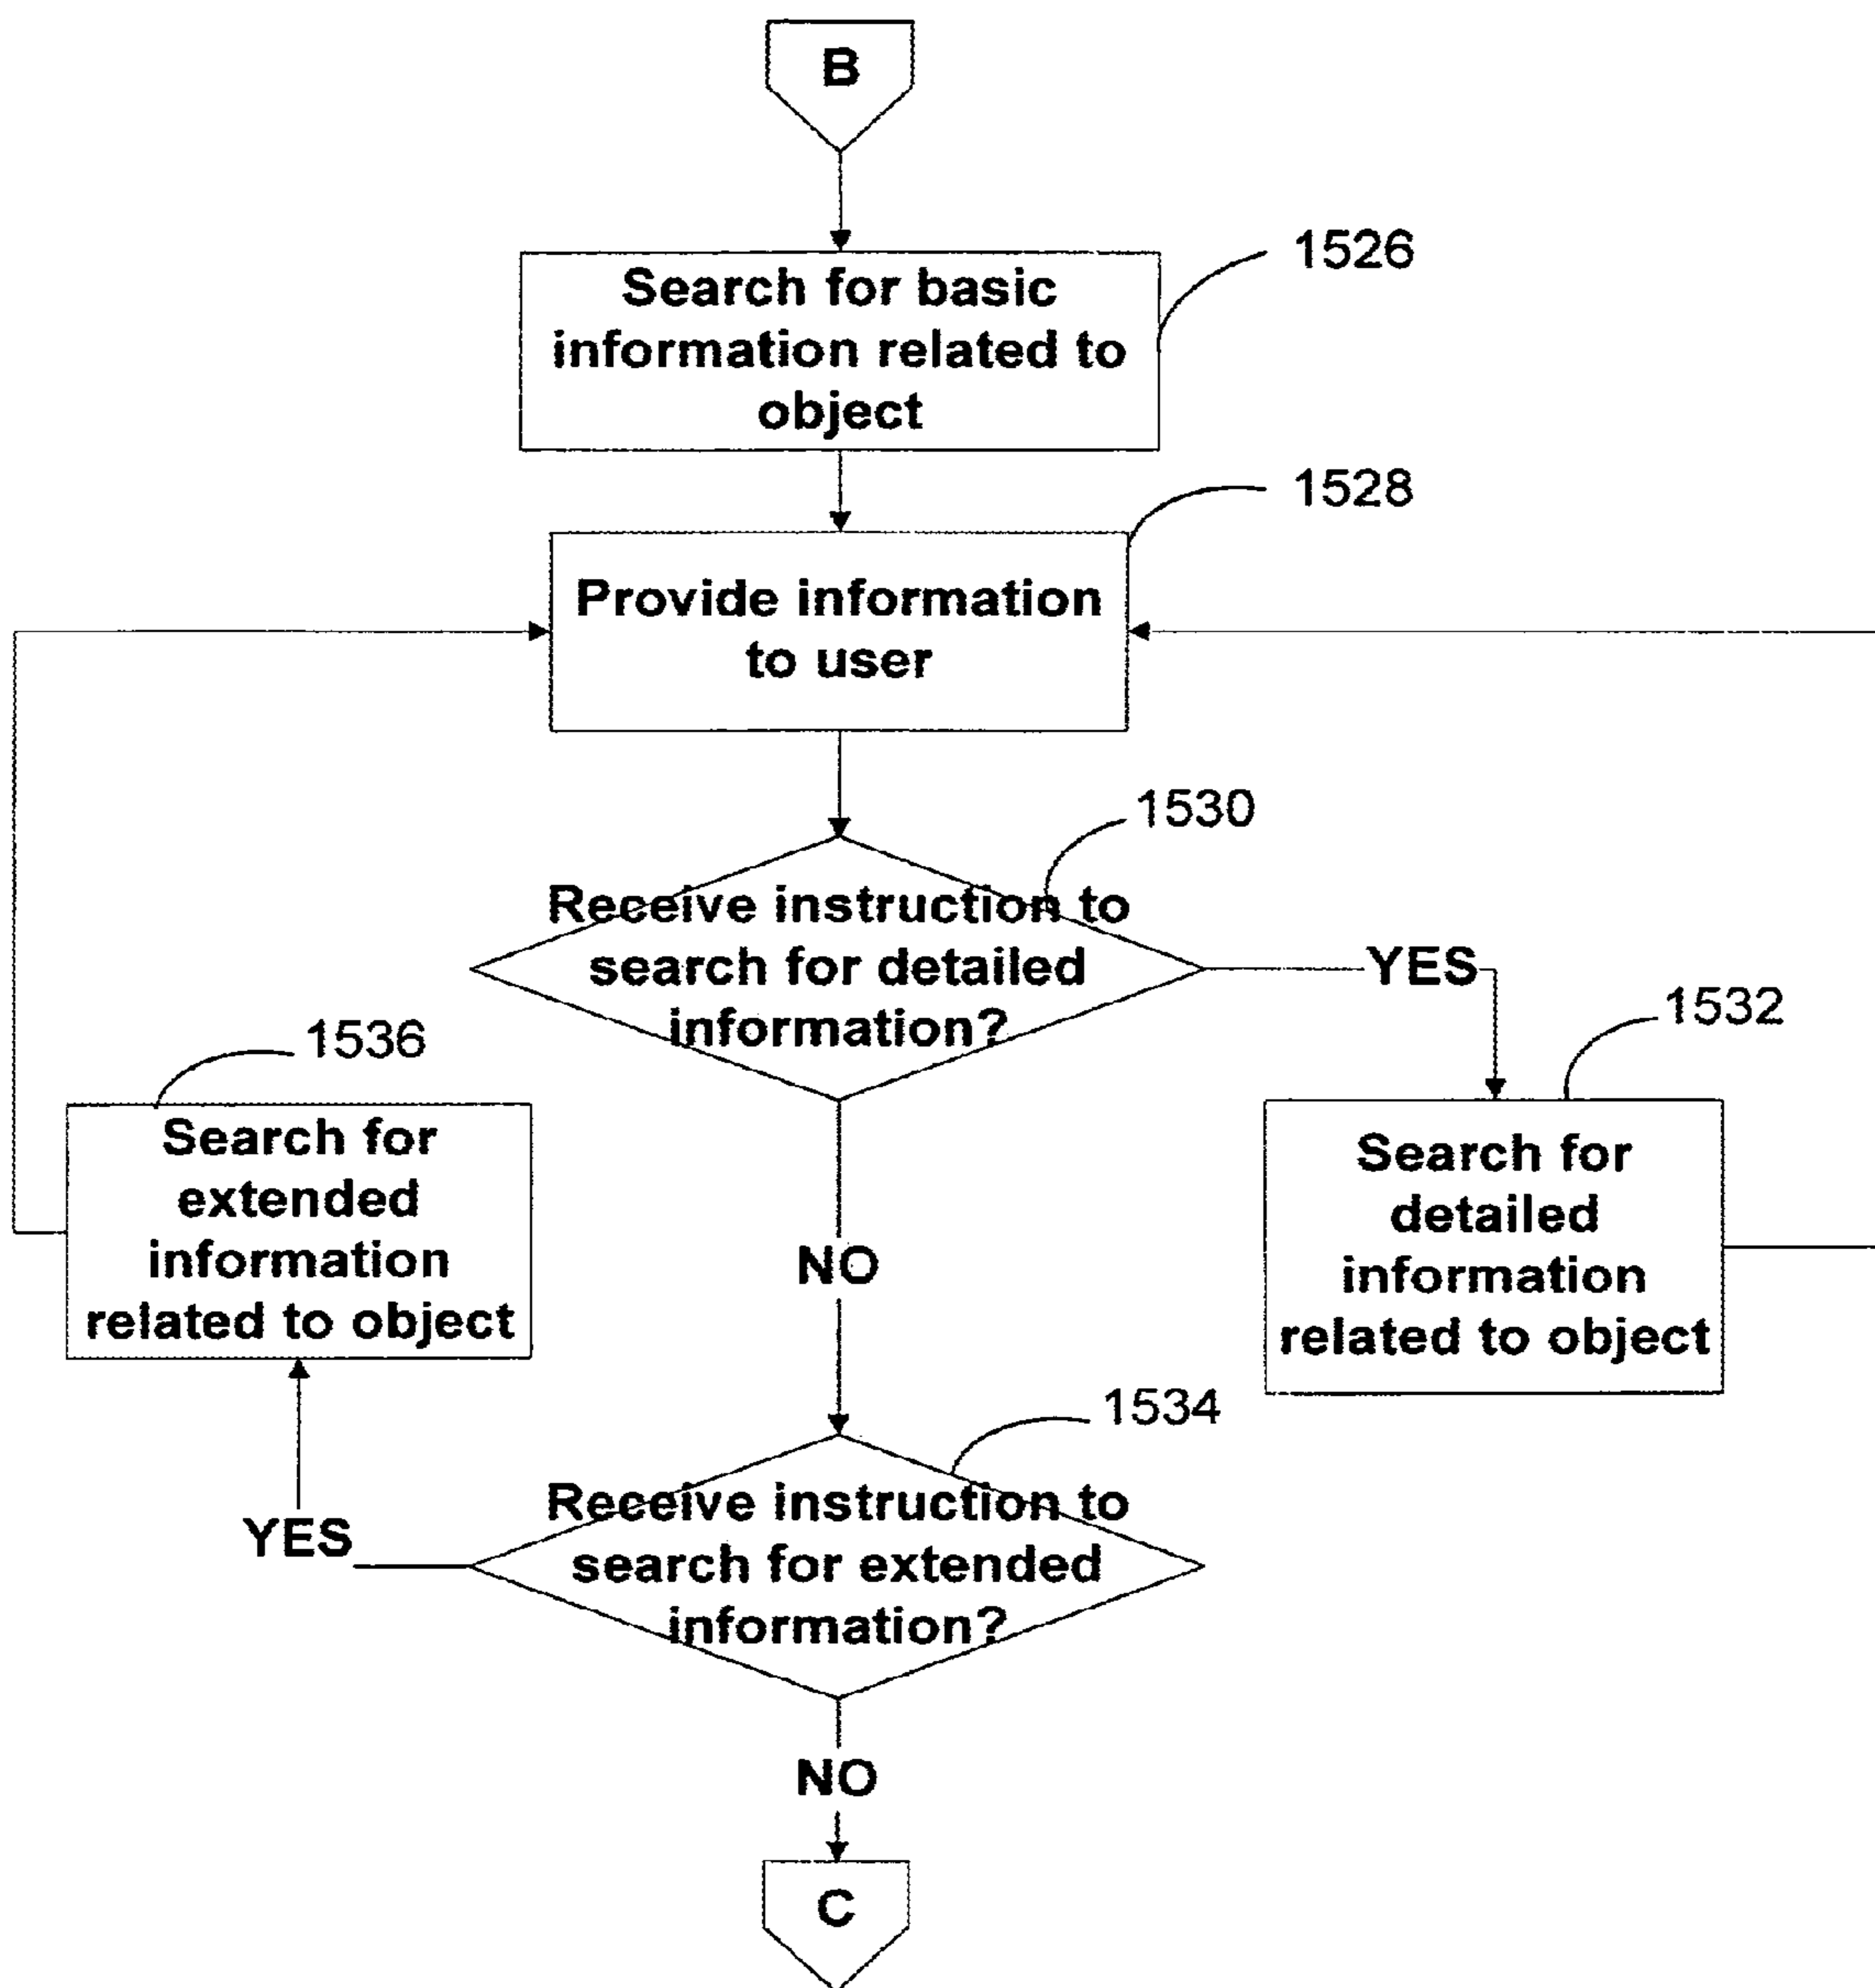 B
1526
Search for basic
information related to
object
1528
Provide information
to user
1530
Receive instruction to
search for detailed
information?
YES
1532
Search for
detailed
information
related to object
1536
Search for
extended
information
related to object
NO
1534
Receive instruction to
search for extended
information?
YES
NO
C